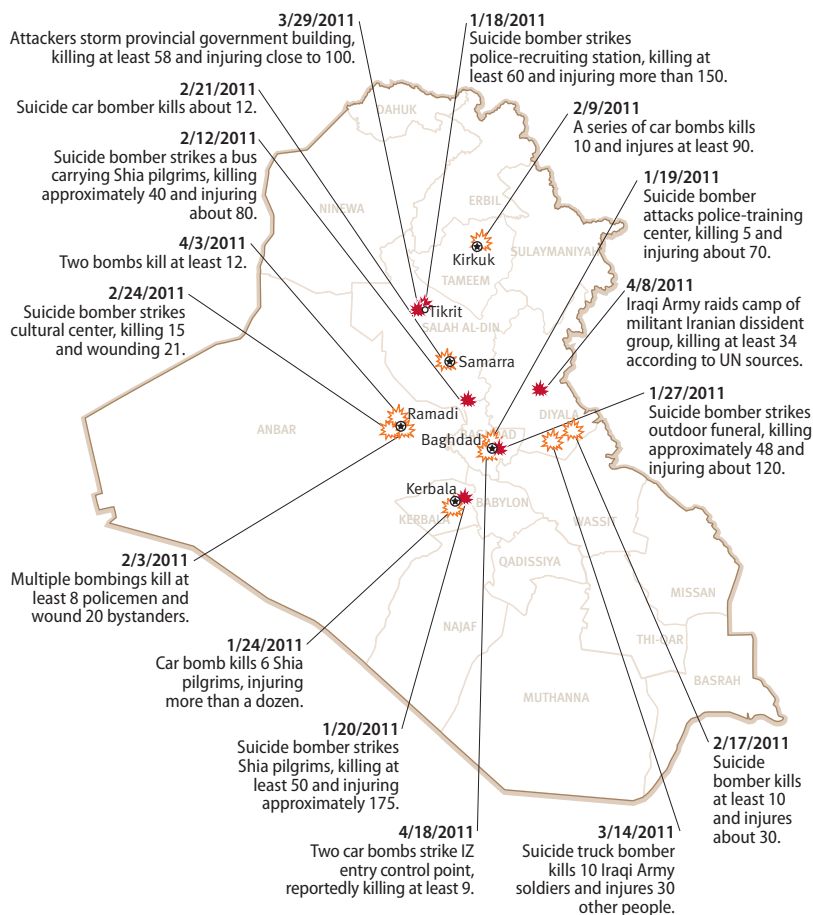 3/29/2011
Attackers storm provincial government building,
killing at least 58 and injuring close to 100.
1/18/2011
Suicide bomber strikes
police-recruiting station, killing at
least 60 and injuring more than 150.
2/21/2011
Suicide car bomber kills about 12.
2/9/2011
A series of car bombs kills
10 and injures at least 90.
2/12/2011
Suicide bomber strikes a bus
carrying Shia pilgrims, killing
approximately 40 and injuring
about 80.
1/19/2011
Suicide bomber
attacks police-training
center, killing 5 and
injuring about 70.
4/3/2011
Two bombs kill at least 12.
2/24/2011
Suicide bomber strikes
cultural center, killing 15
and wounding 21.
4/8/2011
Iraqi Army raids camp of
militant Iranian dissident
group, killing at least 34
according to UN sources.
1/27/2011
Suicide bomber strikes
outdoor funeral, killing
approximately 48 and
injuring about 120.
DAHUK
NINEWA
ERBIL
SULAYMANIYAH
Kirkuk
TAMEEM
Tikrit
SALAH AL-DIN
Samarra
Ramadi
ANBAR
DIYALA
BAGHDAD
Baghdad
Kerbala
BABYLON
KERBALA
WASSIT
QADISSIYA
MISSAN
NAJAF
THI-QAR
BASRAH
MUTHANNA
2/3/2011
Multiple bombings kill at
least 8 policemen and
wound 20 bystanders.
1/24/2011
Car bomb kills 6 Shia
pilgrims, injuring
more than a dozen.
1/20/2011
Suicide bomber strikes
Shia pilgrims, killing at
least 50 and injuring
approximately 175.
4/18/2011
Two car bombs strike IZ
entry control point,
reportedly killing at least 9.
3/14/2011
Suicide truck bomber
kills 10 Iraqi Army
soldiers and injures 30
other people.
2/17/2011
Suicide
bomber kills
at least 10
and injures
about 30.